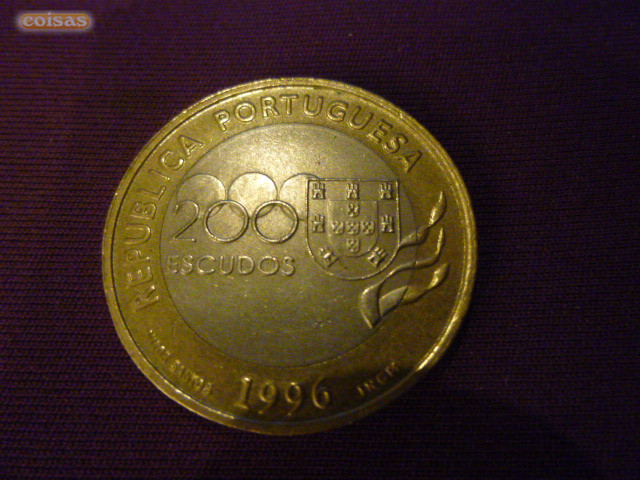 coisas
REPUBLICA PORTUGUESA
200
ESCUDOS
1996
INCM